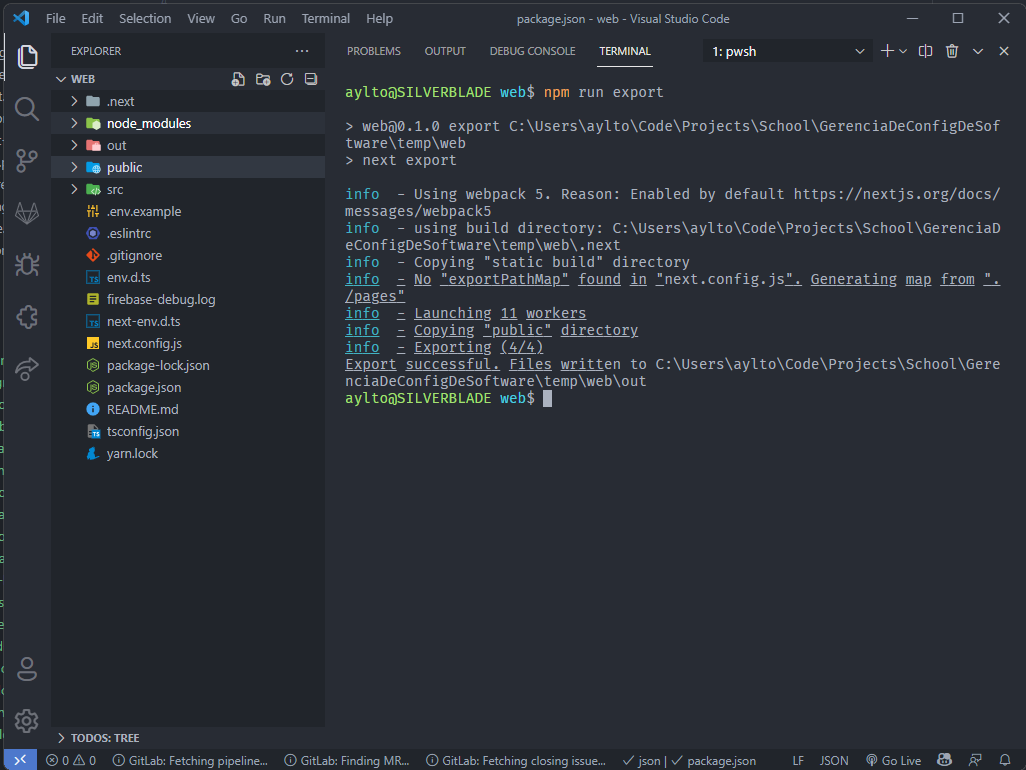 File Edit Selection View Go Run Terminal Help
package.json - web - Visual Studio Code
EXPLORER
WEB
.next
node_modules
out
public
src
.env.example
.eslintrc
.gitignore
env.d.ts
firebase-debug.log
next-env.d.ts
next.config.js
package-lock.json
package.json
README.md
tsconfig.json
yarn.lock
TODOS: TREE
PROBLEMS OUTPUT DEBUG CONSOLE TERMINAL 1: pwsh
aylto@SILVERBLADE web$ npm run export
> web@0.1.0 export C:\Users\aylto\Code\Projects\School\GerenciaDeConfigDeSof
tware\temp\web
> next export
info - Using webpack 5. Reason: Enabled by default https://nextjs.org/docs/
messages/webpack5
info - using build directory: C:\Users\aylto\Code\Projects\School\GerenciaD
eConfigDeSoftware\temp\web\.next
info - Copying "static build" directory
info - No "exportPathMap" found in "next.config.js". Generating map from ".
/pages"
info - Launching 11 workers
info - Copying "public" directory
info - Exporting (4/4)
Export successful. Files written to C:\Users\aylto\Code\Projects\School\Gere
nciaDeConfigDeSoftware\temp\web\out
aylto@SILVERBLADE web$
0 0 GitLab: Fetching pipeline... GitLab: Finding MR... GitLab: Fetching closing issue... json | package.json LF JSON Go Live